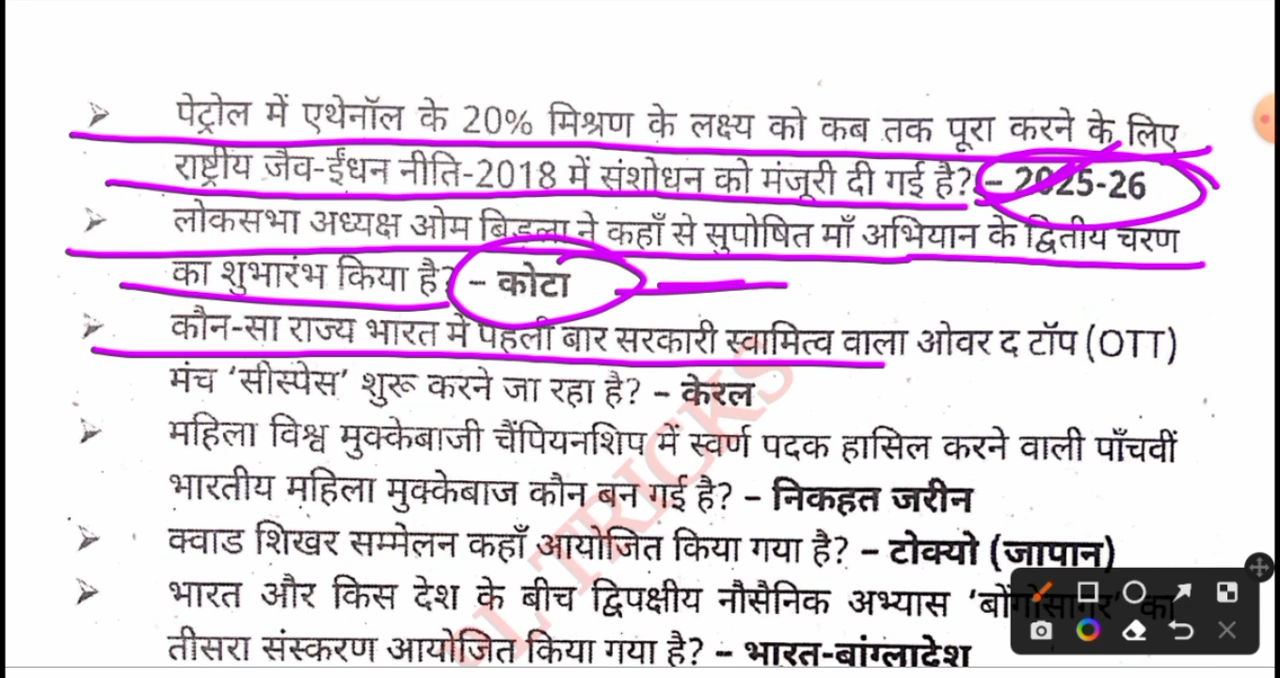 पेट्रोल में एथेनॉल के 20% मिश्रण के लक्ष्य को कब तक पूरा करने के लिए
राष्ट्रीय जैव-ईंधन नीति-2018 में संशोधन को मंजूरी दी गई है? – 2025-26
लोकसभा अध्यक्ष ओम बिड़ला ने कहाँ से सुपोषित माँ अभियान के द्वितीय चरण
का शुभारंभ किया है? – कोटा
कौन-सा राज्य भारत में पहली बार सरकारी स्वामित्व वाला ओवर द टॉप (OTT)
मंच ‘सीस्पेस’ शुरू करने जा रहा है? – केरल
महिला विश्व मुक्केबाजी चैंपियनशिप में स्वर्ण पदक हासिल करने वाली पाँचवीं
भारतीय महिला मुक्केबाज कौन बन गई है? – निकहत जरीन
क्वाड शिखर सम्मेलन कहाँ आयोजित किया गया है? – टोक्यो (जापान)
भारत और किस देश के बीच द्विपक्षीय नौसैनिक अभ्यास ‘बोंगोसागर’ का
तीसरा संस्करण आयोजित किया गया है? – भारत-बांग्लादेश
TRICKS